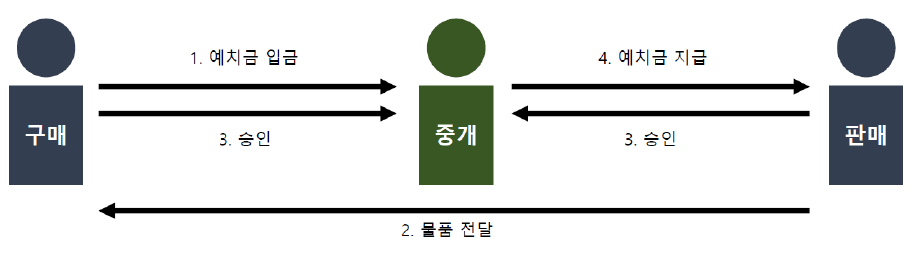 1. 예치금 입금
4. 예치금 지급
구매
중개
판매
3. 승인
3. 승인
2. 물품 전달